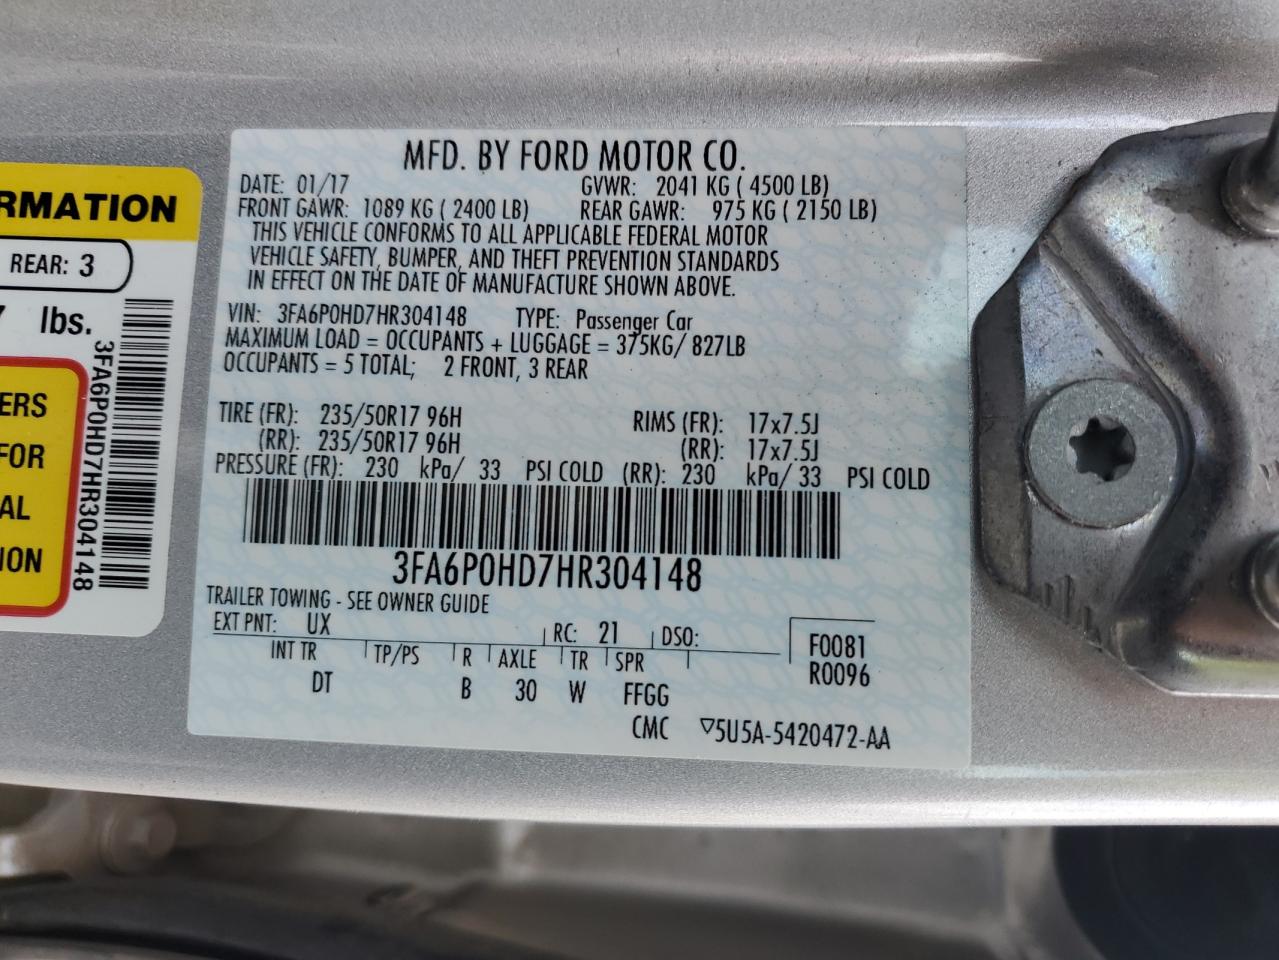 MFD. BY FORD MOTOR CO.
DATE: 01/17 GVWR: 2041 KG ( 4500 LB)
FRONT GAWR: 1089 KG ( 2400 LB) REAR GAWR: 975 KG ( 2150 LB)
THIS VEHICLE CONFORMS TO ALL APPLICABLE FEDERAL MOTOR
VEHICLE SAFETY, BUMPER, AND THEFT PREVENTION STANDARDS
IN EFFECT ON THE DATE OF MANUFACTURE SHOWN ABOVE.
VIN: 3FA6P0HD7HR304148 TYPE: Passenger Car
MAXIMUM LOAD = OCCUPANTS + LUGGAGE = 375KG/ 827LB
OCCUPANTS = 5 TOTAL; 2 FRONT, 3 REAR
TIRE (FR): 235/50R17 96H RIMS (FR): 17x7.5J
(RR): 235/50R17 96H (RR): 17x7.5J
PRESSURE (FR): 230 kPa/ 33 PSI COLD (RR): 230 kPa/ 33 PSI COLD
3FA6P0HD7HR304148
TRAILER TOWING - SEE OWNER GUIDE
EXT PNT: UX RC: 21 DSO:
INT TR TP/PS R AXLE TR SPR
DT B 30 W FFGG
F0081
R0096
CMC ▽5U5A-5420472-AA
RMATION
REAR: 3
7 lbs.
3FA6P0HD7HR304148
ERS
FOR
AL
ION